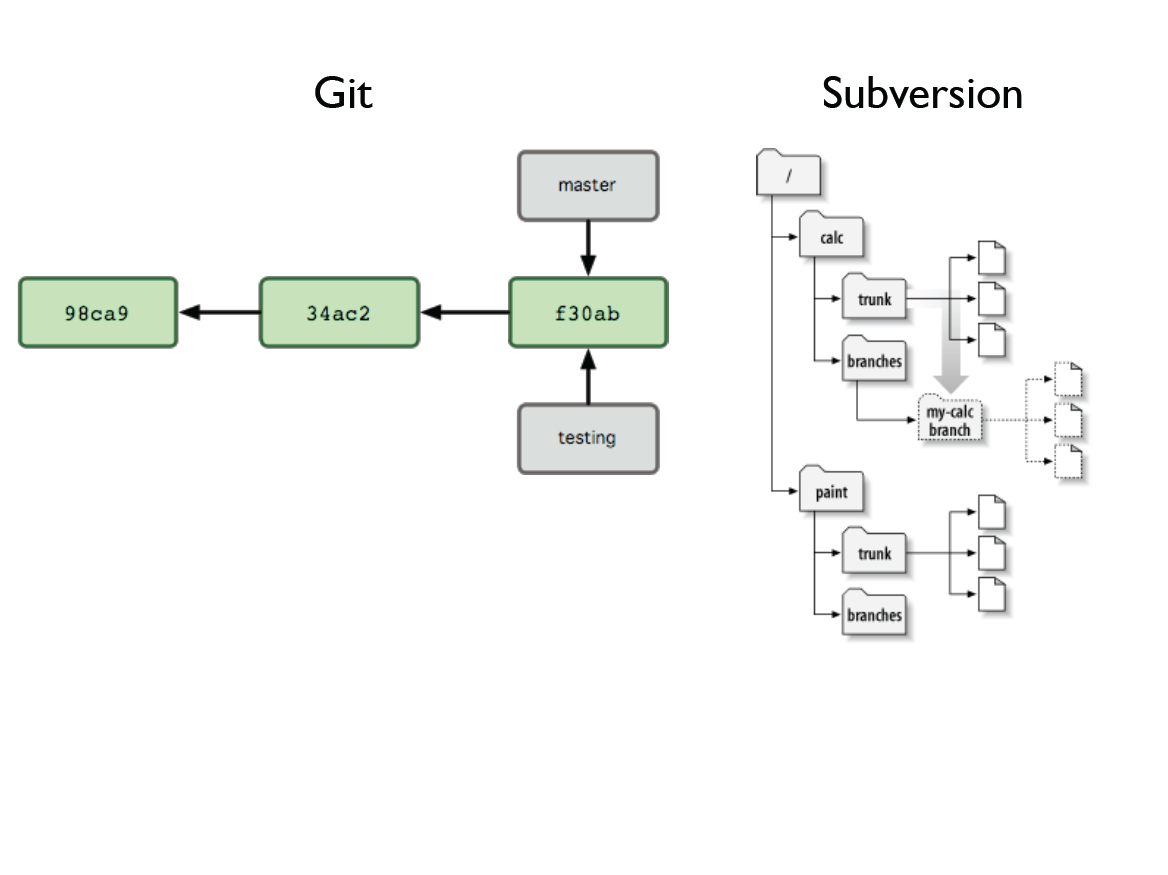 Git
master
98ca9
34ac2
f30ab
testing
Subversion
/
calc
trunk
branches
my-calc
branch
paint
trunk
branches